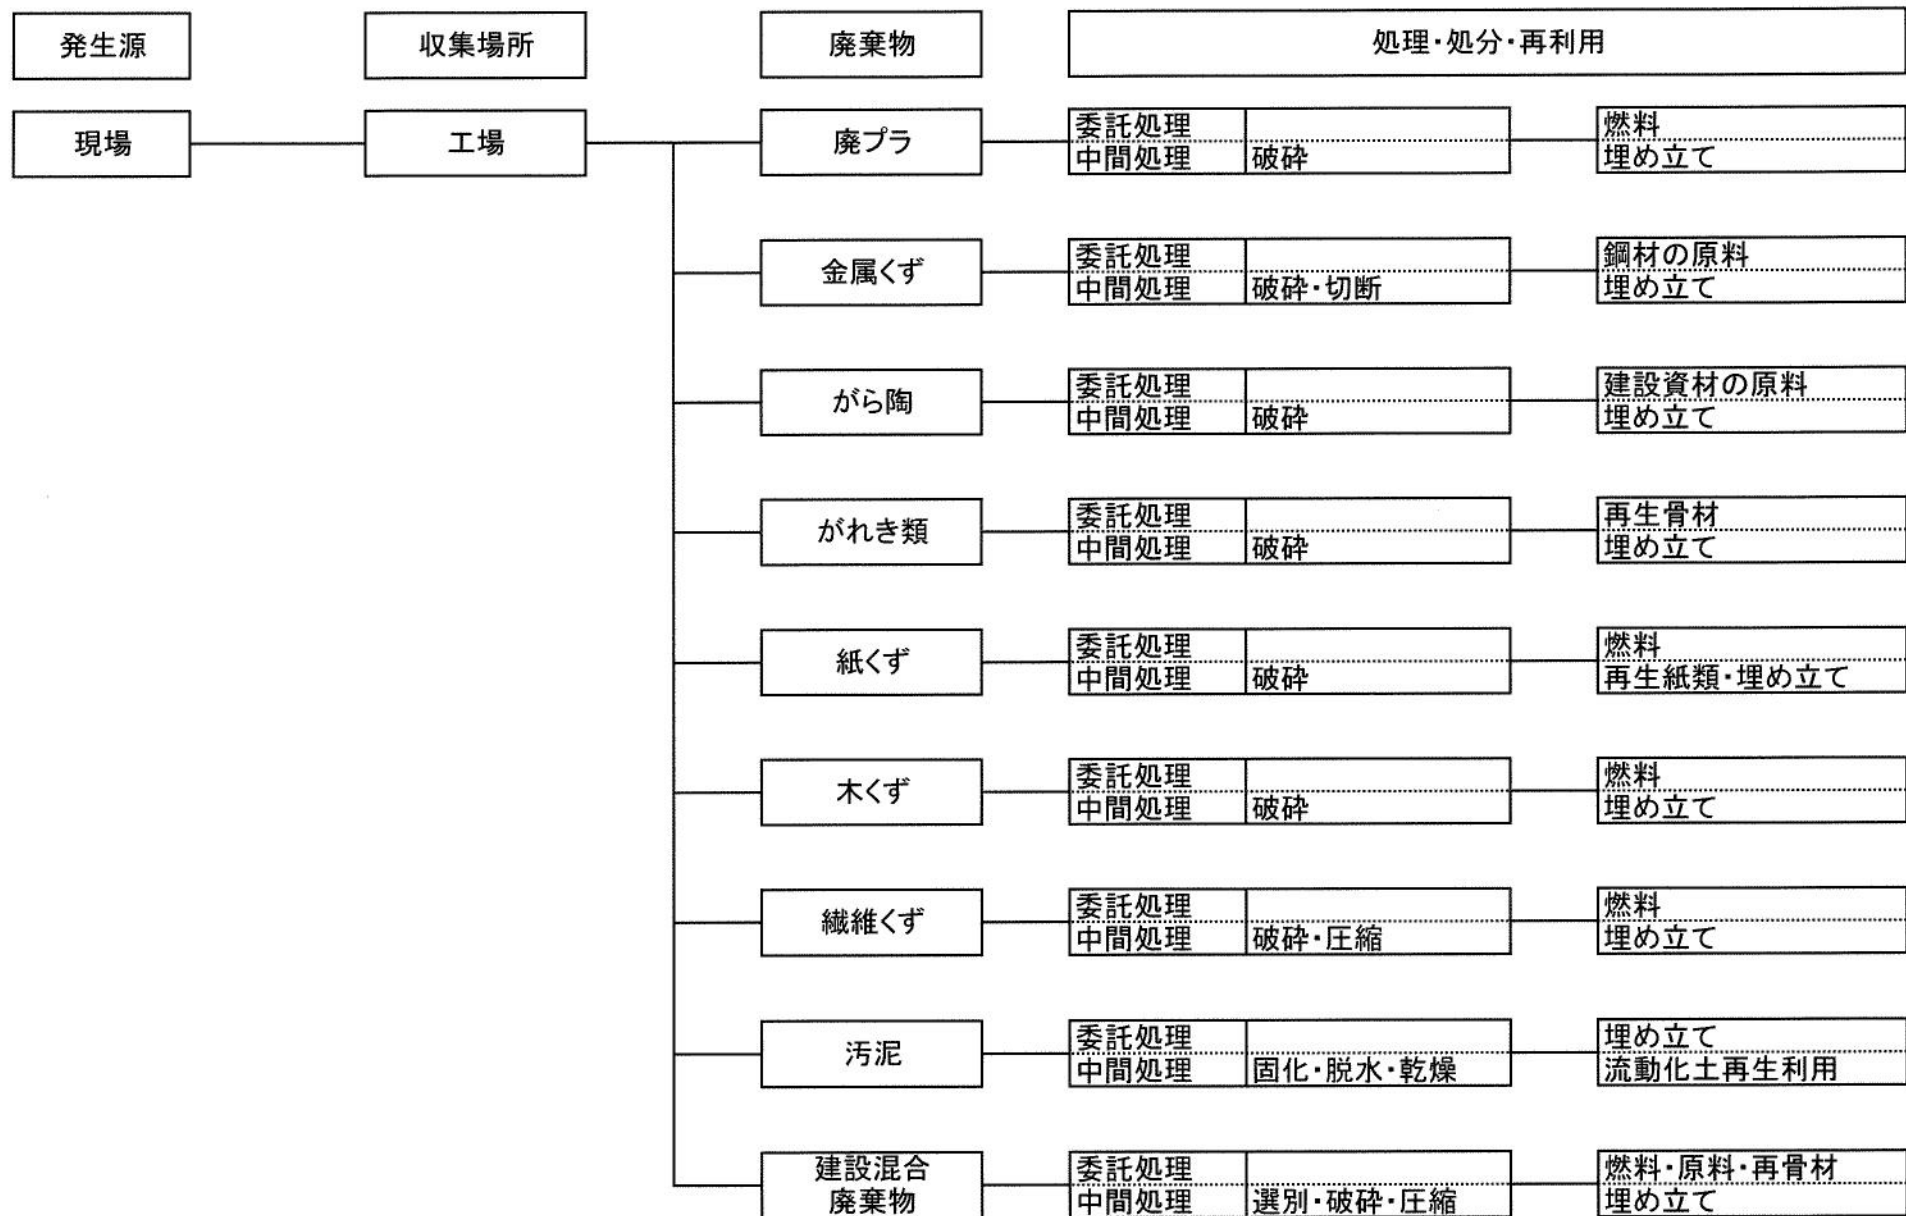 発生源
収集場所
廃棄物
処理・処分・再利用
現場
工場
廃プラ
委託処理
中間処理
破砕
燃料
埋め立て
金属くず
委託処理
中間処理
破砕・切断
鋼材の原料
埋め立て
がら陶
委託処理
中間処理
破砕
建設資材の原料
埋め立て
がれき類
委託処理
中間処理
破砕
再生骨材
埋め立て
紙くず
委託処理
中間処理
破砕
燃料
再生紙類・埋め立て
木くず
委託処理
中間処理
破砕
燃料
埋め立て
繊維くず
委託処理
中間処理
破砕・圧縮
燃料
埋め立て
汚泥
委託処理
中間処理
固化・脱水・乾燥
埋め立て
流動化土再生利用
建設混合
廃棄物
委託処理
中間処理
選別・破砕・圧縮
燃料・原料・再骨材
埋め立て